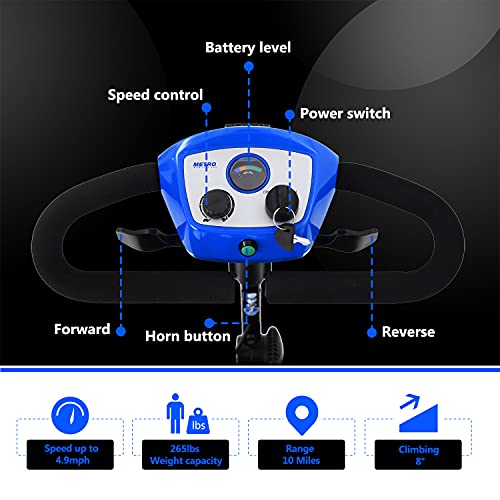 Battery level
Speed control
Power switch
METRO
Forward
Horn button
Reverse
lbs
Speed up to
4.9mph
265lbs
Weight capacity
Range
10 Miles
Climbing
8°